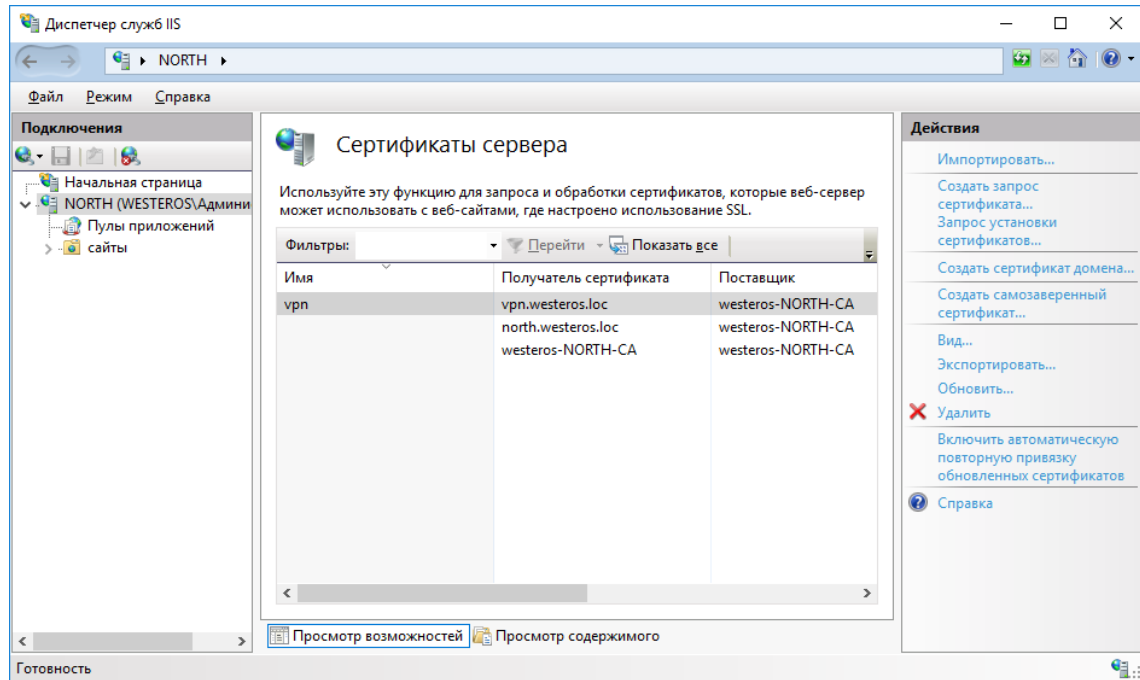 Диспетчер служб IIS
NORTH
Файл Режим Справка
Подключения
Начальная страница
NORTH (WESTEROS\Админи
Пулы приложений
сайты
Сертификаты сервера
Используйте эту функцию для запроса и обработки сертификатов, которые веб-сервер
может использовать с веб-сайтами, где настроено использование SSL.
Фильтры: Перейти Показать все
Имя Получатель сертификата Поставщик
vpn vpn.westeros.loc westeros-NORTH-CA
north.westeros.loc westeros-NORTH-CA
westeros-NORTH-CA westeros-NORTH-CA
Просмотр возможностей Просмотр содержимого
Действия
Импортировать...
Создать запрос
сертификата...
Запрос установки
сертификатов...
Создать сертификат домена...
Создать самозаверенный
сертификат...
Вид...
Экспортировать...
Обновить...
Удалить
Включить автоматическую
повторную привязку
обновленных сертификатов
Справка
Готовность